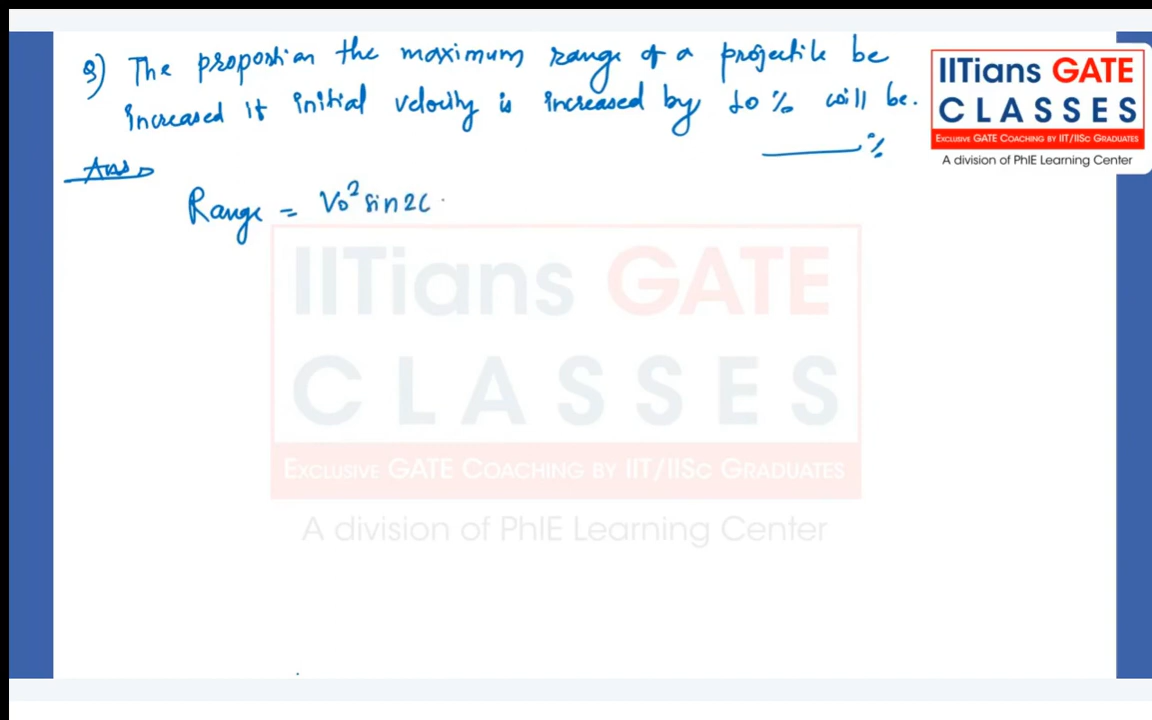 Q) The proportion the maximum range of a projectile be
increased if initial velocity is increased by 10 % will be.
%
Ans
Range = V₀² sin2(
IITians GATE
CLASSES
EXCLUSIVE GATE COACHING BY IIT/IISc GRADUATES
A division of PhIE Learning Center
IITians GATE
CLASSES
EXCLUSIVE GATE COACHING BY IIT/IISc GRADUATES
A division of PhIE Learning Center